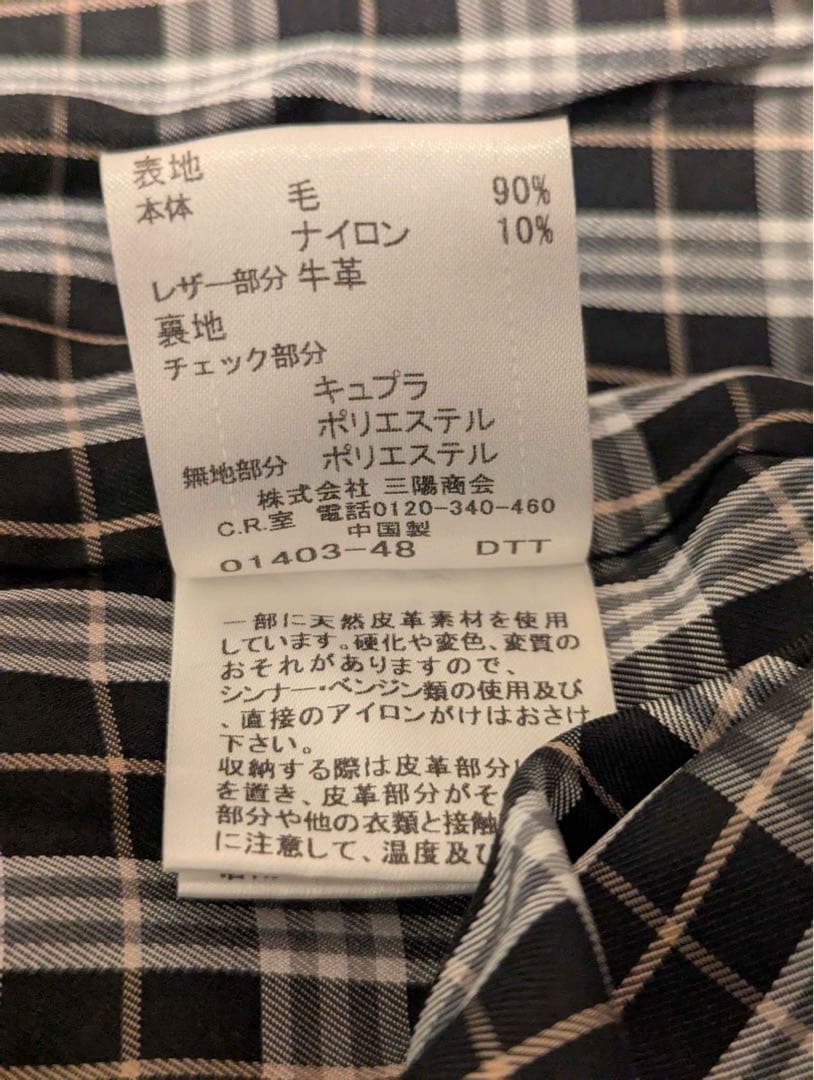 表地
本体 毛 90%
ナイロン 10%
レザー部分 牛革
裏地
チェック部分
キュプラ
ポリエステル
無地部分 ポリエステル
株式会社 三陽商会
C.R.室 電話0120-340-460
中国製
01403-48 DTT
一部に天然皮革素材を使用
しています。硬化や変色、変質の
おそれがありますので、
シンナー・ベンジン類の使用及び
、直接のアイロンがけはおさけ
下さい。
収納する際は皮革部分に
を置き、皮革部分がそ
部分や他の衣類と接触
に注意して、温度及び